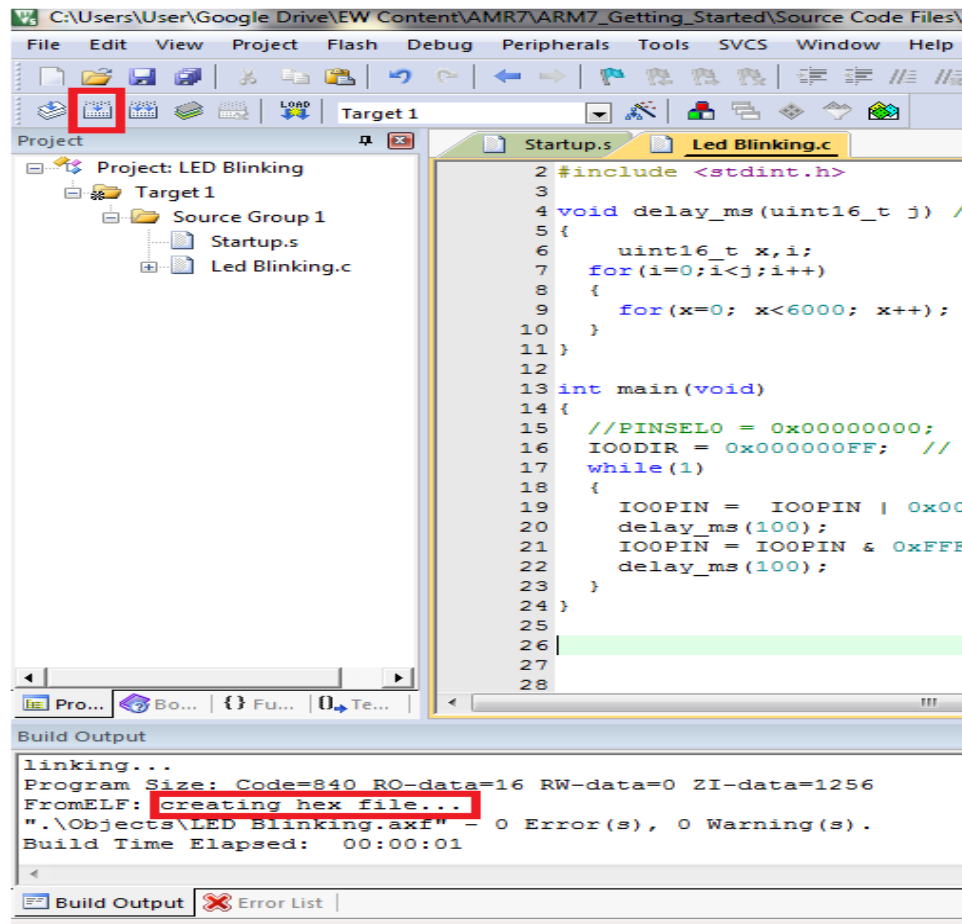 C:\Users\User\Google Drive\EW Content\AMR7\ARM7_Getting_Started\Source Code Files\
File Edit View Project Flash Debug Peripherals Tools SVCS Window Help
LOAD Target 1
Project
Project: LED Blinking
Target 1
Source Group 1
Startup.s
Led Blinking.c
Pro... Bo... {} Fu... Te...
Startup.s Led Blinking.c
2 #include <stdint.h>
3
4 void delay_ms(uint16_t j) /
5 {
6 uint16_t x,i;
7 for(i=0;i<j;i++)
8 {
9 for(x=0; x<6000; x++);
10 }
11 }
12
13 int main(void)
14 {
15 //PINSEL0 = 0x00000000;
16 IO0DIR = 0x000000FF; //
17 while(1)
18 {
19 IO0PIN = IO0PIN | 0x00
20 delay_ms(100);
21 IO0PIN = IO0PIN & 0xFFF
22 delay_ms(100);
23 }
24 }
25
26
27
28
Build Output
linking...
Program Size: Code=840 RO-data=16 RW-data=0 ZI-data=1256
FromELF: creating hex file...
".\Objects\LED Blinking.axf" - 0 Error(s), 0 Warning(s).
Build Time Elapsed: 00:00:01
Build Output Error List